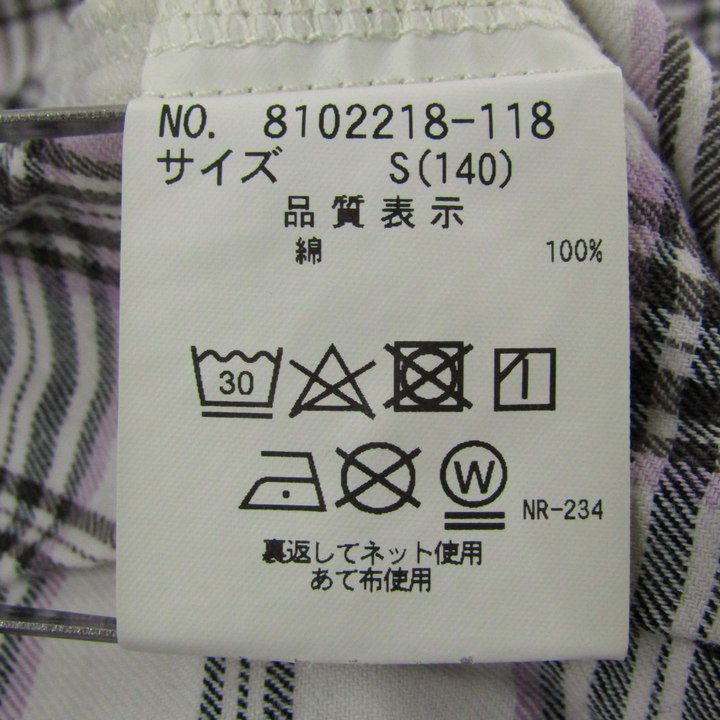 NO. 8102218-118
サイズ S(140)
品質表示
綿 100%
30
W
NR-234
裏返してネット使用
あて布使用